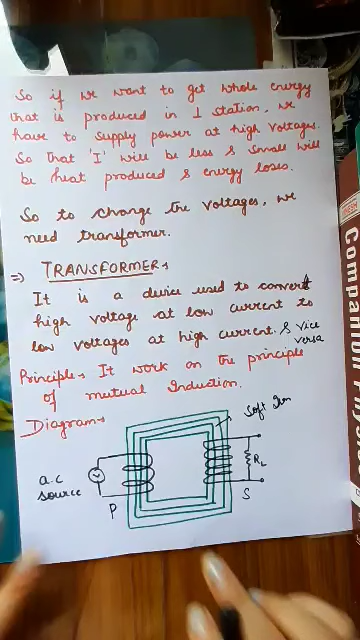 So if we want to get whole energy
that is produced in 1 station, we
have to supply power at high voltages.
So that 'I' will be less & small will
be heat produced & energy loses.
So to change the voltages, we
need transformer.
⇒ TRANSFORMER→
It is a device used to convert
high voltage at low current to
low voltages at high current. & vice
versa
Principle→ It work on the principle
of mutual Induction.
Diagram→
Soft Iron
a.c
source
P
S
RL
Companion